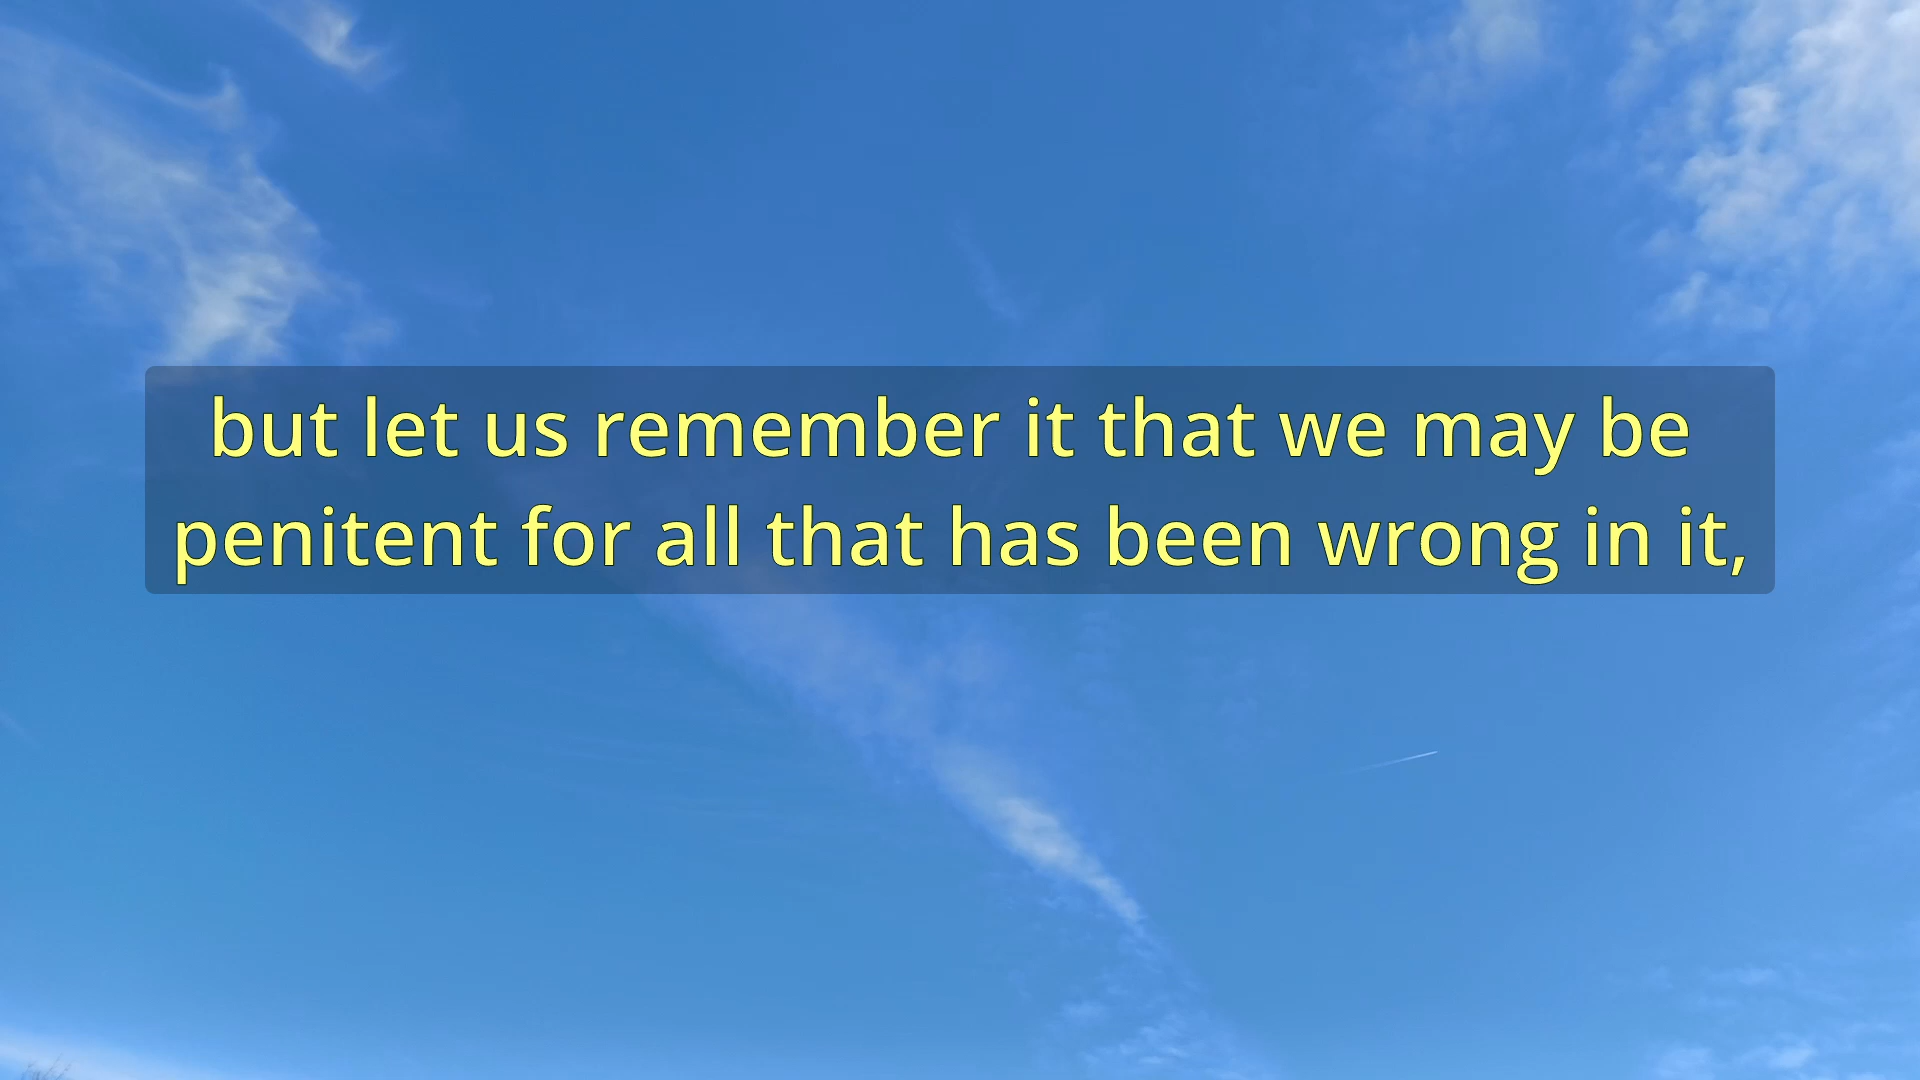 but let us remember it that we may be
penitent for all that has been wrong in it,